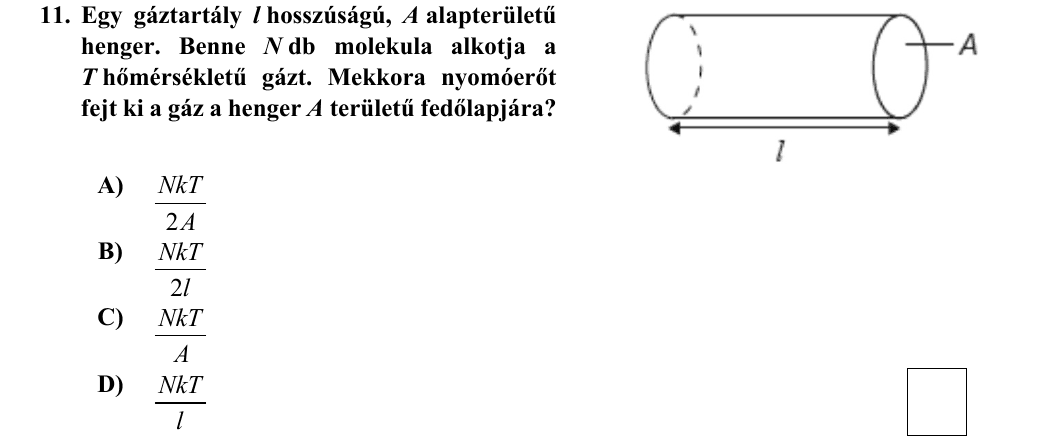 11. Egy gáztartály l hosszúságú, A alapterületű
henger. Benne N db molekula alkotja a
T hőmérsékletű gázt. Mekkora nyomóerőt
fejt ki a gáz a henger A területű fedőlapjára?
A
l
A) NkT
2A
B) NkT
2l
C) NkT
A
D) NkT
l